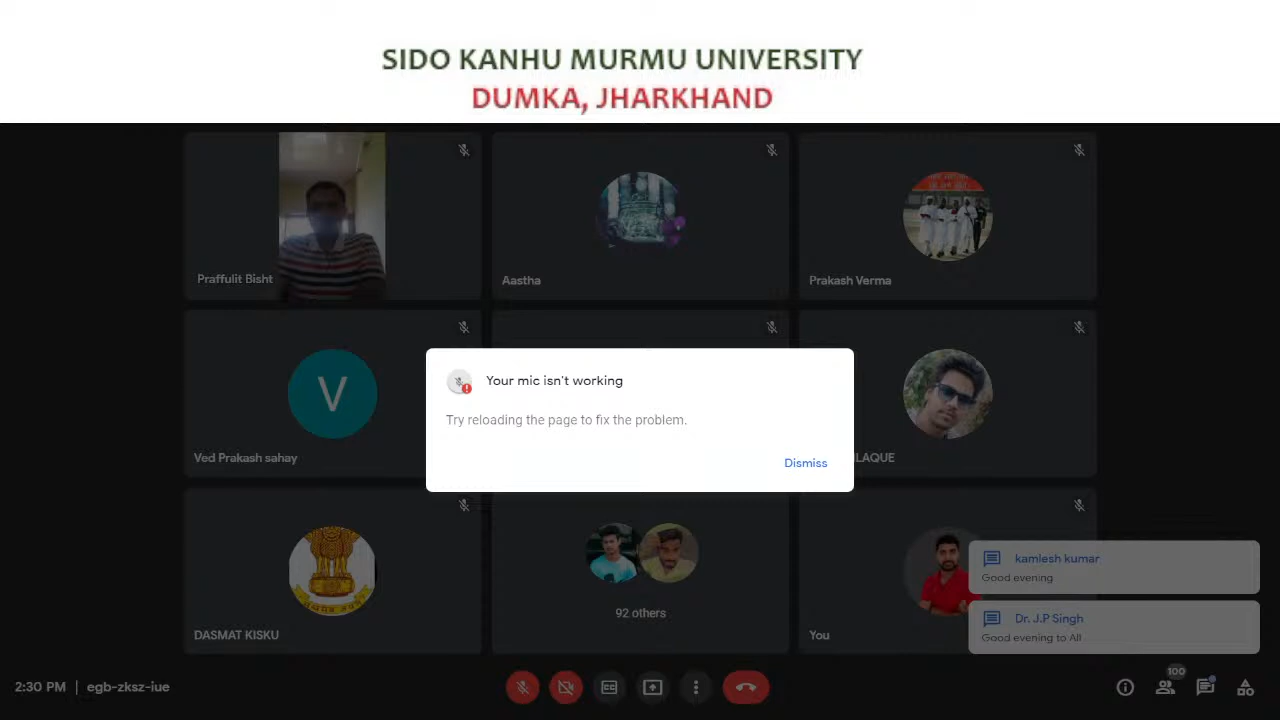 SIDO KANHU MURMU UNIVERSITY
DUMKA, JHARKHAND
Praffulit Bisht
Aastha
Prakash Verma
Your mic isn't working
Try reloading the page to fix the problem.
Dismiss
V
Ved Prakash sahay
LAQUE
DASMAT KISKU
92 others
You
kamlesh kumar
Good evening
Dr. J.P Singh
Good evening to All
2:30 PM | egb-zksz-iue
100